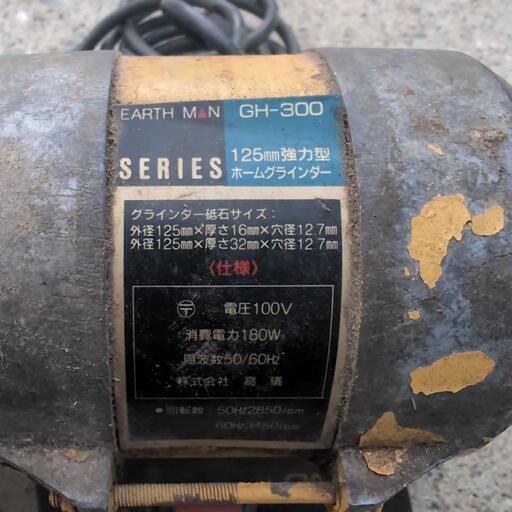 EARTH MAN GH-300
SERIES
125mm強力型
ホームグラインダー
グラインダー砥石サイズ:
外径125mm×厚さ16mm×穴径12.7mm
外径125mm×厚さ32mm×穴径12.7mm
〈仕様〉
〒 電圧100V
消費電力180W
周波数50/60Hz
株式会社 高儀
●回転数:50Hz/2850rpm
60Hz/3450rpm